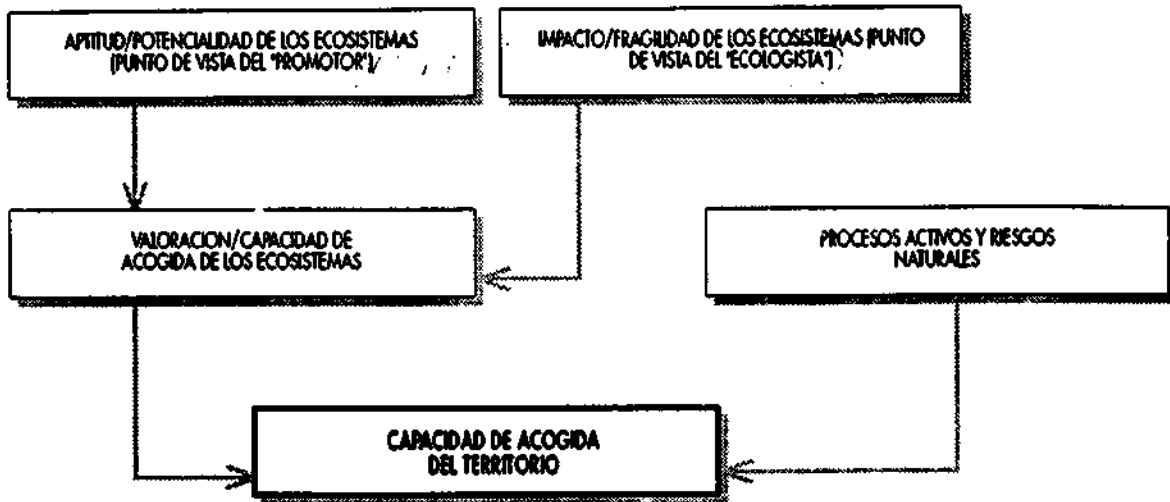 APTITUD/POTENCIALIDAD DE LOS ECOSISTEMAS
(PUNTO DE VISTA DEL "PROMOTOR")
IMPACTO/FRAGILIDAD DE LOS ECOSISTEMAS (PUNTO
DE VISTA DEL "ECOLOGISTA")
VALORACION/CAPACIDAD DE
ACOGIDA DE LOS ECOSISTEMAS
PROCESOS ACTIVOS Y RIESGOS
NATURALES
CAPACIDAD DE ACOGIDA
DEL TERRITORIO